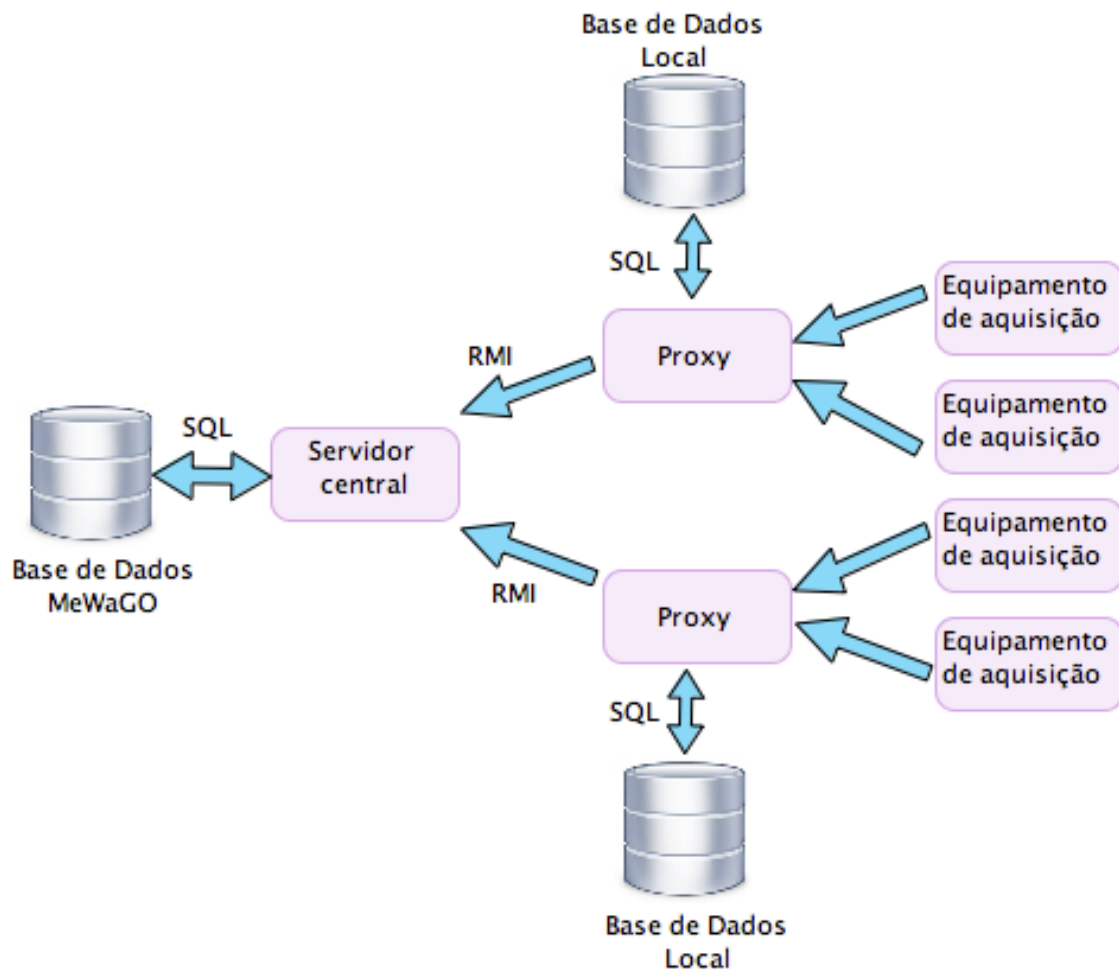 Base de Dados
Local
SQL
Equipamento
de aquisição
Proxy
RMI
Equipamento
de aquisição
SQL
Servidor
central
Base de Dados
MeWaGO
Equipamento
de aquisição
RMI
Proxy
Equipamento
de aquisição
SQL
Base de Dados
Local